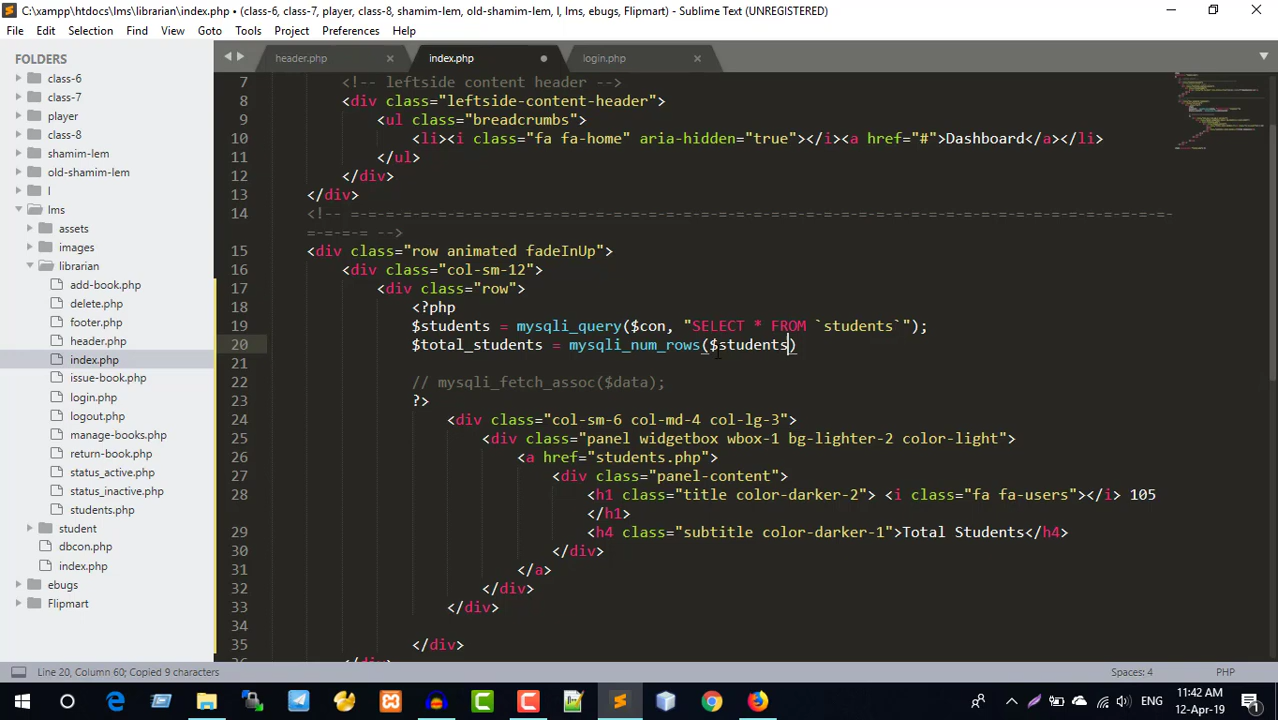 C:\xampp\htdocs\lms\librarian\index.php • (class-6, class-7, player, class-8, shamim-lem, old-shamim-lem, l, lms, ebugs, Flipmart) - Sublime Text (UNREGISTERED)
File Edit Selection Find View Goto Tools Project Preferences Help
FOLDERS
class-6
class-7
player
class-8
shamim-lem
old-shamim-lem
l
lms
assets
images
librarian
add-book.php
delete.php
footer.php
header.php
index.php
issue-book.php
login.php
logout.php
manage-books.php
return-book.php
status_active.php
status_inactive.php
students.php
student
dbcon.php
index.php
ebugs
Flipmart
header.php index.php login.php
7 <!-- leftside content header -->
8 <div class="leftside-content-header">
9 <ul class="breadcrumbs">
10 <li><i class="fa fa-home" aria-hidden="true"></i><a href="#">Dashboard</a></li>
11 </ul>
12 </div>
13 </div>
14 <!-- =-=-=-=-=-=-=-=-=-=-=-=-=-=-=-=-=-=-=-=-=-=-=-=-=-=-=-=-=-=-=-=-=-=-=-=-=-=-=-=-=-=-=-=-=-=-=-
=-=-=-= -->
15 <div class="row animated fadeInUp">
16 <div class="col-sm-12">
17 <div class="row">
18 <?php
19 $students = mysqli_query($con, "SELECT * FROM `students`");
20 $total_students = mysqli_num_rows($students)
21
22 // mysqli_fetch_assoc($data);
23 ?>
24 <div class="col-sm-6 col-md-4 col-lg-3">
25 <div class="panel widgetbox wbox-1 bg-lighter-2 color-light">
26 <a href="students.php">
27 <div class="panel-content">
28 <h1 class="title color-darker-2"> <i class="fa fa-users"></i> 105
</h1>
29 <h4 class="subtitle color-darker-1">Total Students</h4>
30 </div>
31 </a>
32 </div>
33 </div>
34
35 </div>
Line 20, Column 60; Copied 9 characters Spaces: 4 PHP
ENG 11:42 AM
12-Apr-19